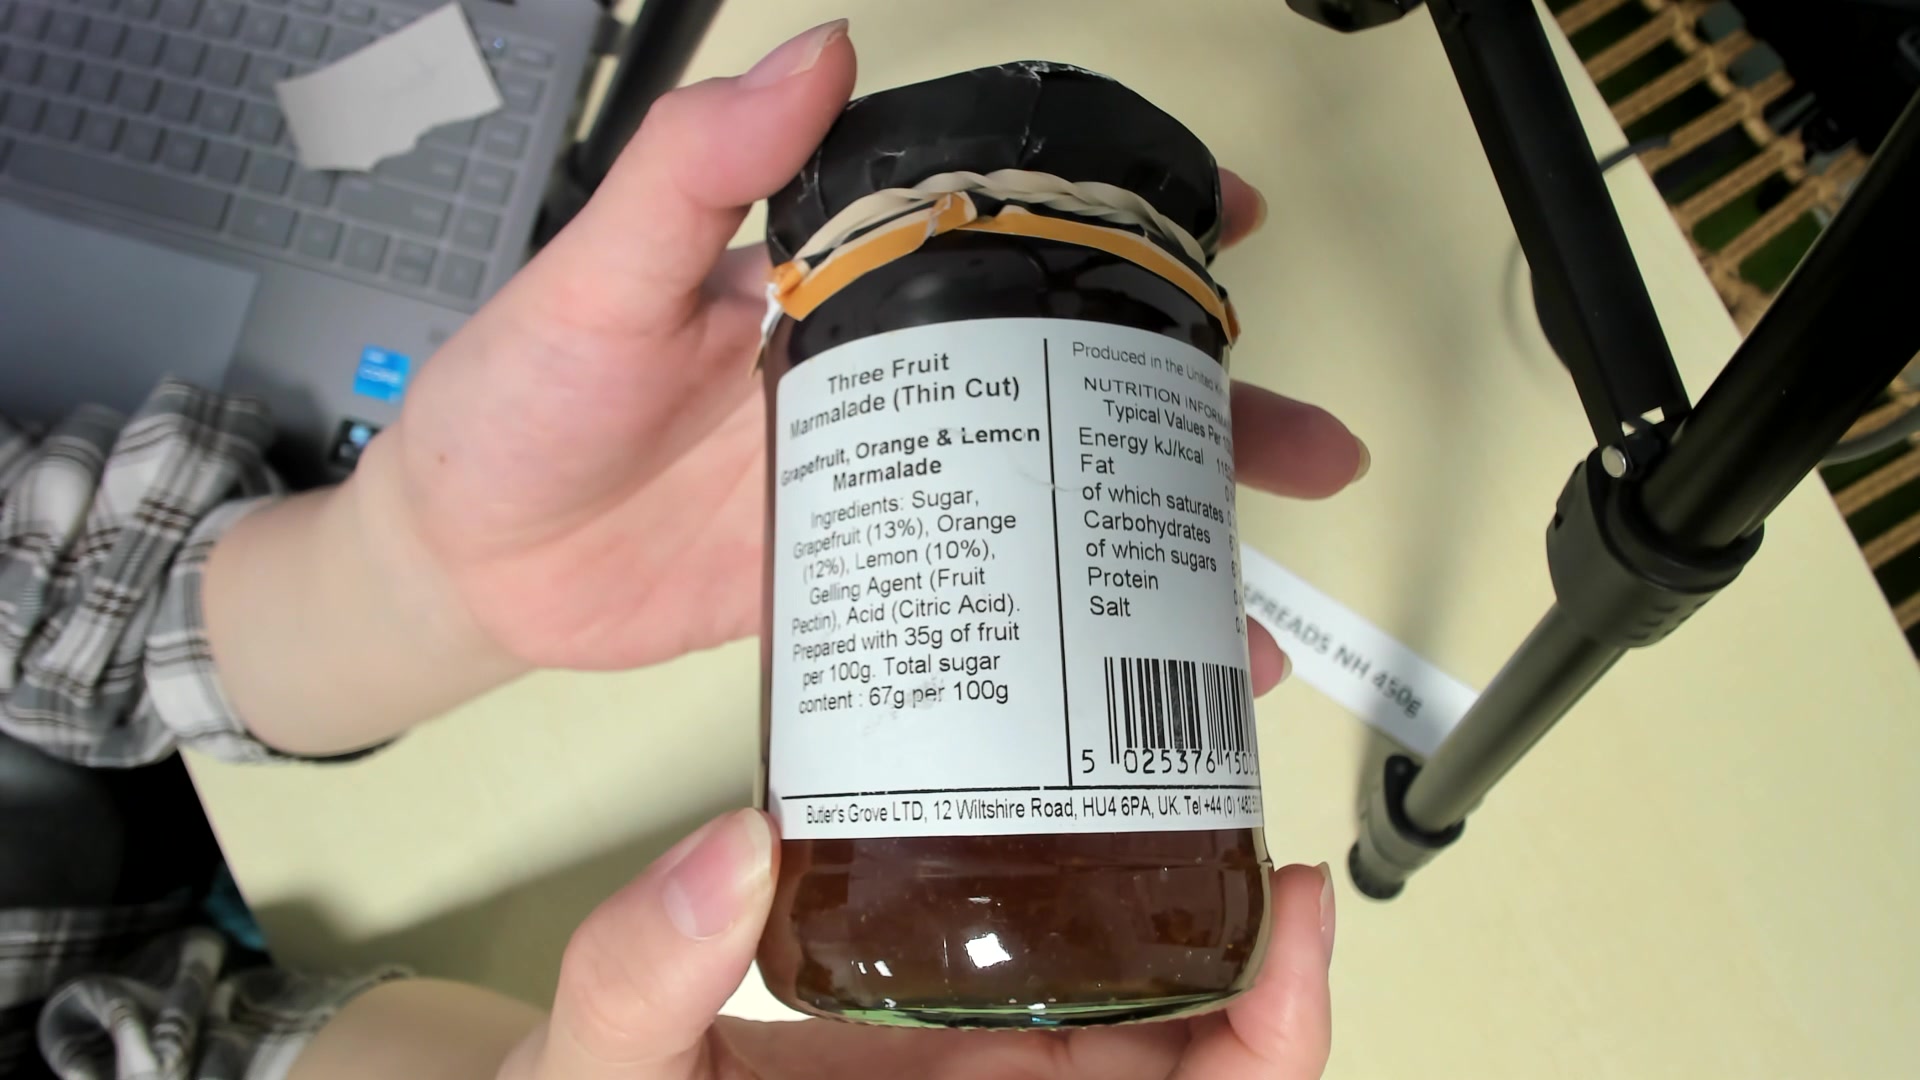 Three Fruit
Marmalade (Thin Cut)
Grapefruit, Orange & Lemon
Marmalade
Ingredients: Sugar,
Grapefruit (13%), Orange
(12%), Lemon (10%),
Gelling Agent (Fruit
Pectin), Acid (Citric Acid).
Prepared with 35g of fruit
per 100g. Total sugar
content : 67g per 100g
Produced in the United
NUTRITION
Typical Values Per
Energy kJ/kcal
Fat
of which saturates
Carbohydrates
of which sugars
Protein
Salt
5 025376
Butler's Grove LTD, 12 Wiltshire Road, HU4 6PA, UK. Tel +44 (0) 1482
SPREADS NH 450g